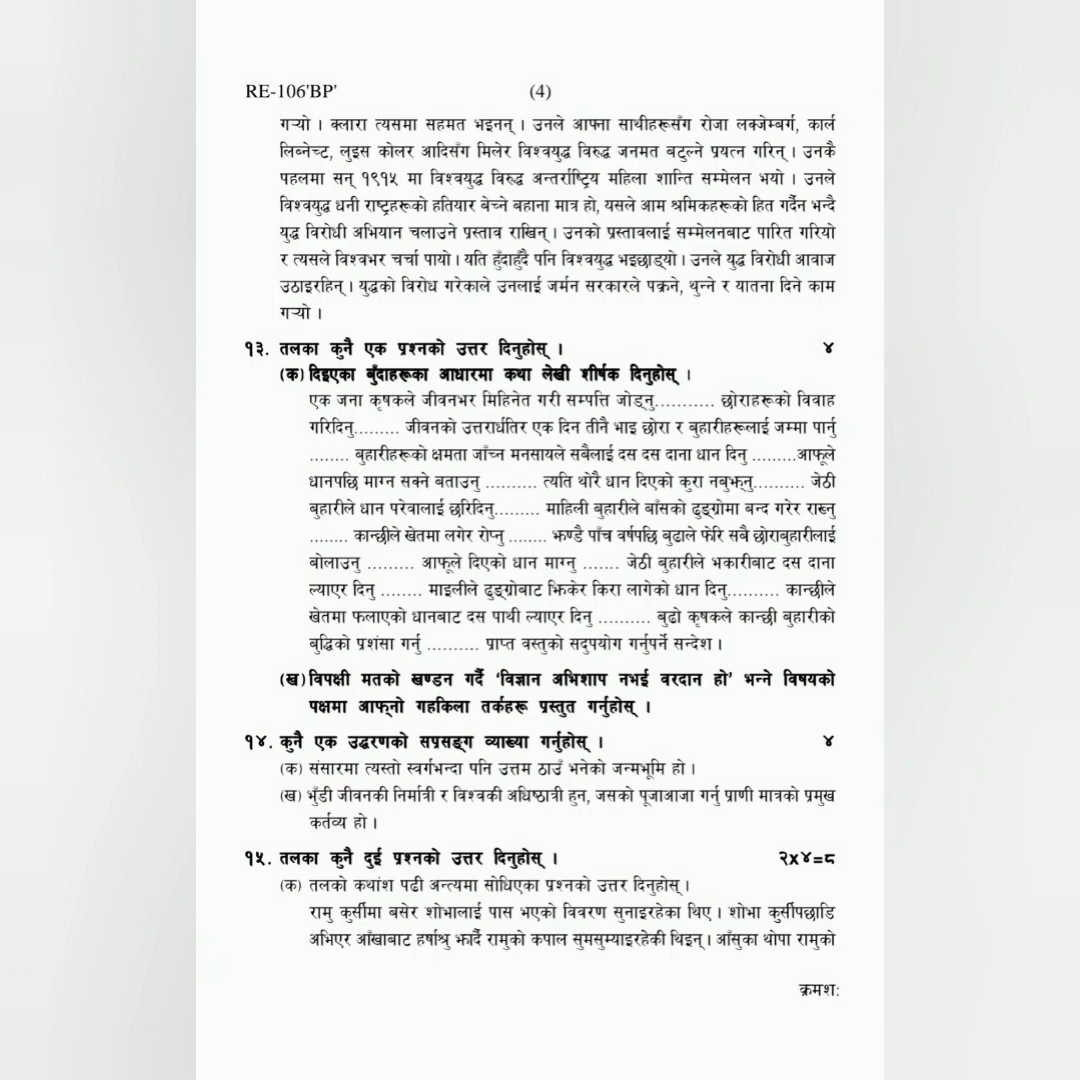 RE-106'BP'
(4)
गऱ्यो । क्लारा त्यसमा सहमत भइनन् । उनले आफ्ना साथीहरूसँग रोजा लक्जेम्बर्ग, कार्ल
लिब्नेच्ट, लुइस कोलर आदिसँग मिलेर विश्वयुद्ध विरुद्ध जनमत बटुल्ने प्रयत्न गरिन् । उनकै
पहलमा सन् १९१५ मा विश्वयुद्ध विरुद्ध अन्तर्राष्ट्रिय महिला शान्ति सम्मेलन भयो । उनले
विश्वयुद्ध धनी राष्ट्रहरूको हतियार बेच्ने बहाना मात्र हो, यसले आम श्रमिकहरूको हित गर्दैन भन्दै
युद्ध विरोधी अभियान चलाउने प्रस्ताव राखिन् । उनको प्रस्तावलाई सम्मेलनबाट पारित गरियो
र त्यसले विश्वभर चर्चा पायो । यति हुँदाहुँदै पनि विश्वयुद्ध भइछाड्यो । उनले युद्ध विरोधी आवाज
उठाइरहिन् । युद्धको विरोध गरेकाले उनलाई जर्मन सरकारले पक्रने, थुन्ने र यातना दिने काम
गऱ्यो ।
१३. तलका कुनै एक प्रश्नको उत्तर दिनुहोस् । ४
(क) दिइएका बुँदाहरूका आधारमा कथा लेखी शीर्षक दिनुहोस् ।
एक जना कृषकले जीवनभर मिहिनेत गरी सम्पत्ति जोड्नु........... छोराहरूको विवाह
गरिदिनु......... जीवनको उत्तरार्धतिर एक दिन तीनै भाइ छोरा र बुहारीहरूलाई जम्मा पार्नु
........ बुहारीहरूको क्षमता जाँच्न मनसायले सबैलाई दस दस दाना धान दिनु .........आफूले
धानपछि माग्न सक्ने बताउनु .......... त्यति थोरै धान दिएको कुरा नबुझ्नु.......... जेठी
बुहारीले धान परेवालाई छरिदिनु......... माहिली बुहारीले बाँसको ढुङ्ग्रोमा बन्द गरेर राख्नु
........ कान्छीले खेतमा लगेर रोप्नु ........ झण्डै पाँच वर्षपछि बुढाले फेरि सबै छोराबुहारीलाई
बोलाउनु ......... आफूले दिएको धान माग्नु ....... जेठी बुहारीले भकारीबाट दस दाना
ल्याएर दिनु ........ माइलीले ढुङ्ग्रोबाट झिकेर किरा लागेको धान दिनु.......... कान्छीले
खेतमा फलाएको धानबाट दस पाथी ल्याएर दिनु .......... बुढो कृषकले कान्छी बुहारीको
बुद्धिको प्रशंसा गर्नु .......... प्राप्त वस्तुको सदुपयोग गर्नुपर्ने सन्देश ।
(ख) विपक्षी मतको खण्डन गर्दै 'विज्ञान अभिशाप नभई वरदान हो' भन्ने विषयको
पक्षमा आफ्नो गहकिला तर्कहरू प्रस्तुत गर्नुहोस् ।
१४. कुनै एक उद्धरणको सप्रसङ्ग व्याख्या गर्नुहोस् । ४
(क) संसारमा त्यस्तो स्वर्गभन्दा पनि उत्तम ठाउँ भनेको जन्मभूमि हो ।
(ख) भुँडी जीवनकी निर्मात्री र विश्वकी अधिष्ठात्री हुन, जसको पूजाआजा गर्नु प्राणी मात्रको प्रमुख
कर्तव्य हो ।
१५. तलका कुनै दुई प्रश्नको उत्तर दिनुहोस् । २x४=८
(क) तलको कथांश पढी अन्त्यमा सोधिएका प्रश्नको उत्तर दिनुहोस् ।
रामु कुर्सीमा बसेर शोभालाई पास भएको विवरण सुनाइरहेका थिए । शोभा कुर्सीपछाडि
अभिएर आँखाबाट हर्षाश्रु झार्दै रामुको कपाल सुमसुम्याइरहेकी थिइन् । आँसुका थोपा रामुको
क्रमश: